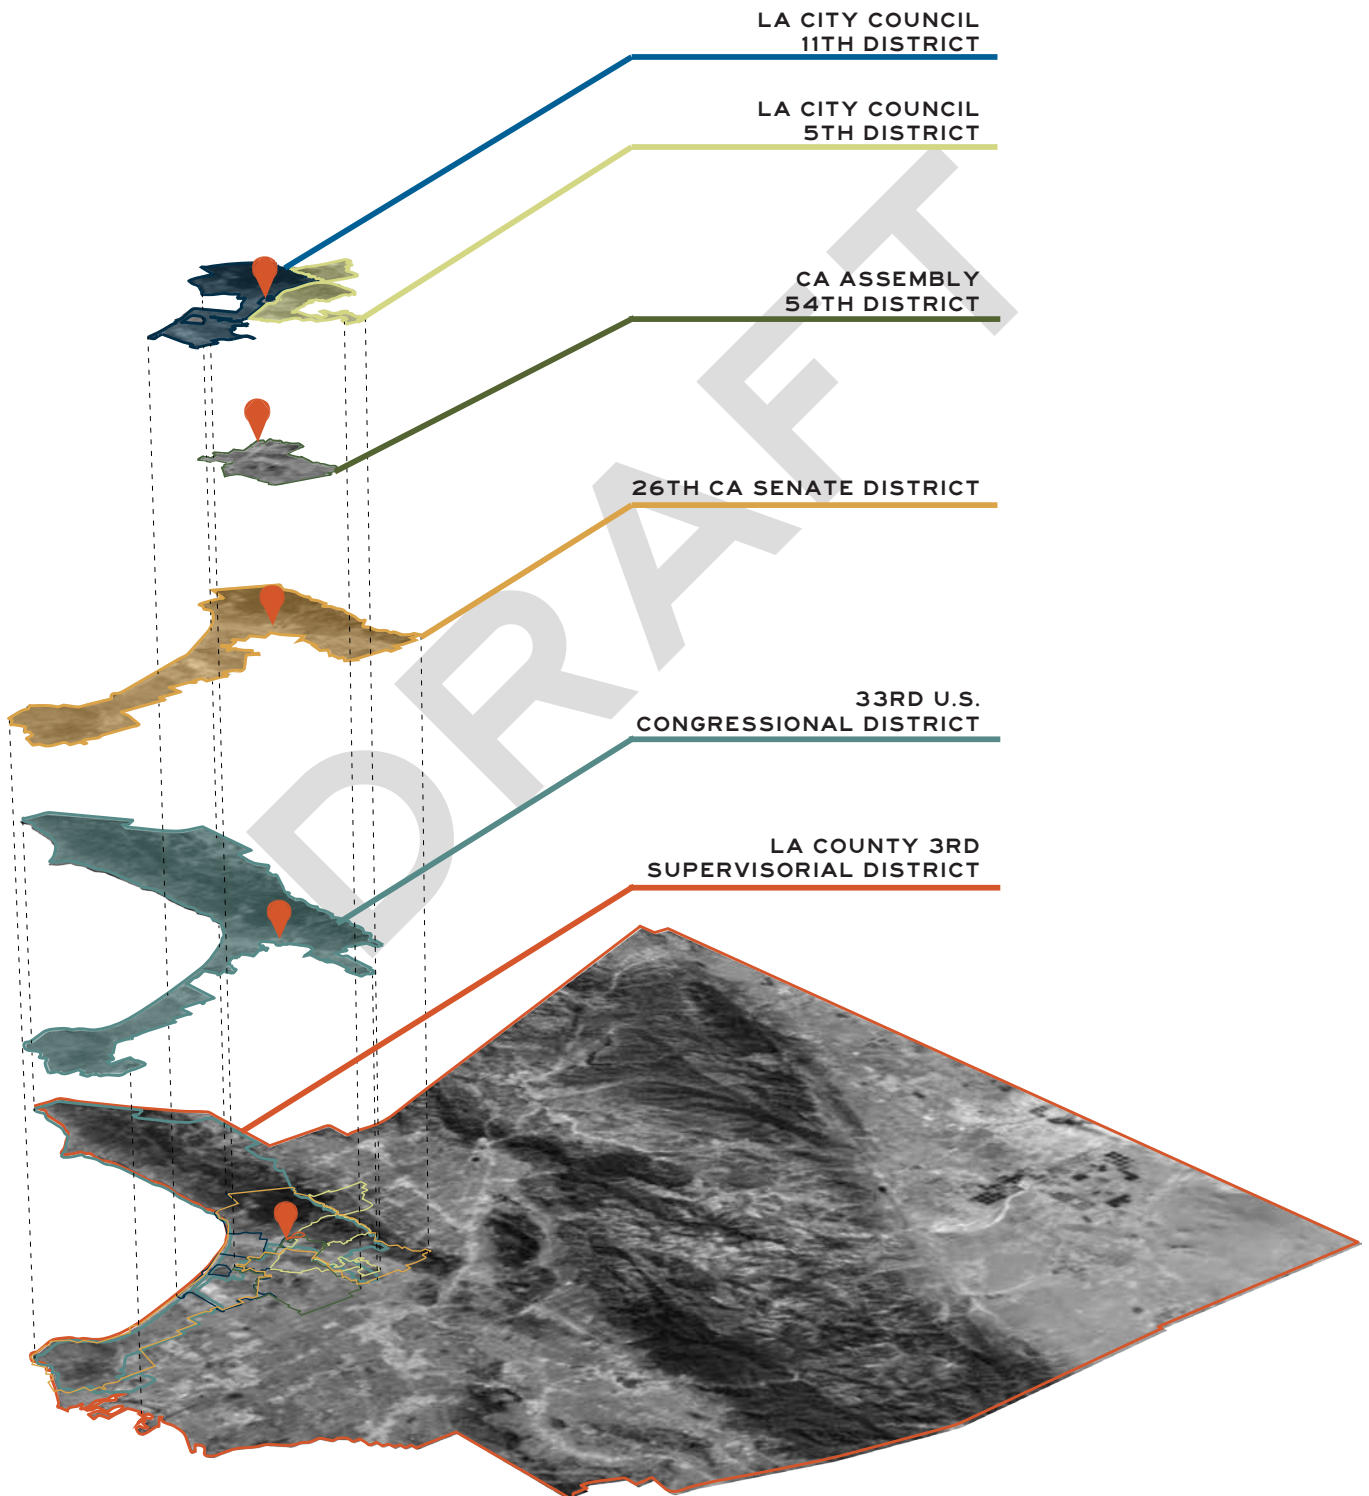 LA CITY COUNCIL
11TH DISTRICT
LA CITY COUNCIL
5TH DISTRICT
CA ASSEMBLY
54TH DISTRICT
26TH CA SENATE DISTRICT
33RD U.S.
CONGRESSIONAL DISTRICT
LA COUNTY 3RD
SUPERVISORIAL DISTRICT
DRAFT